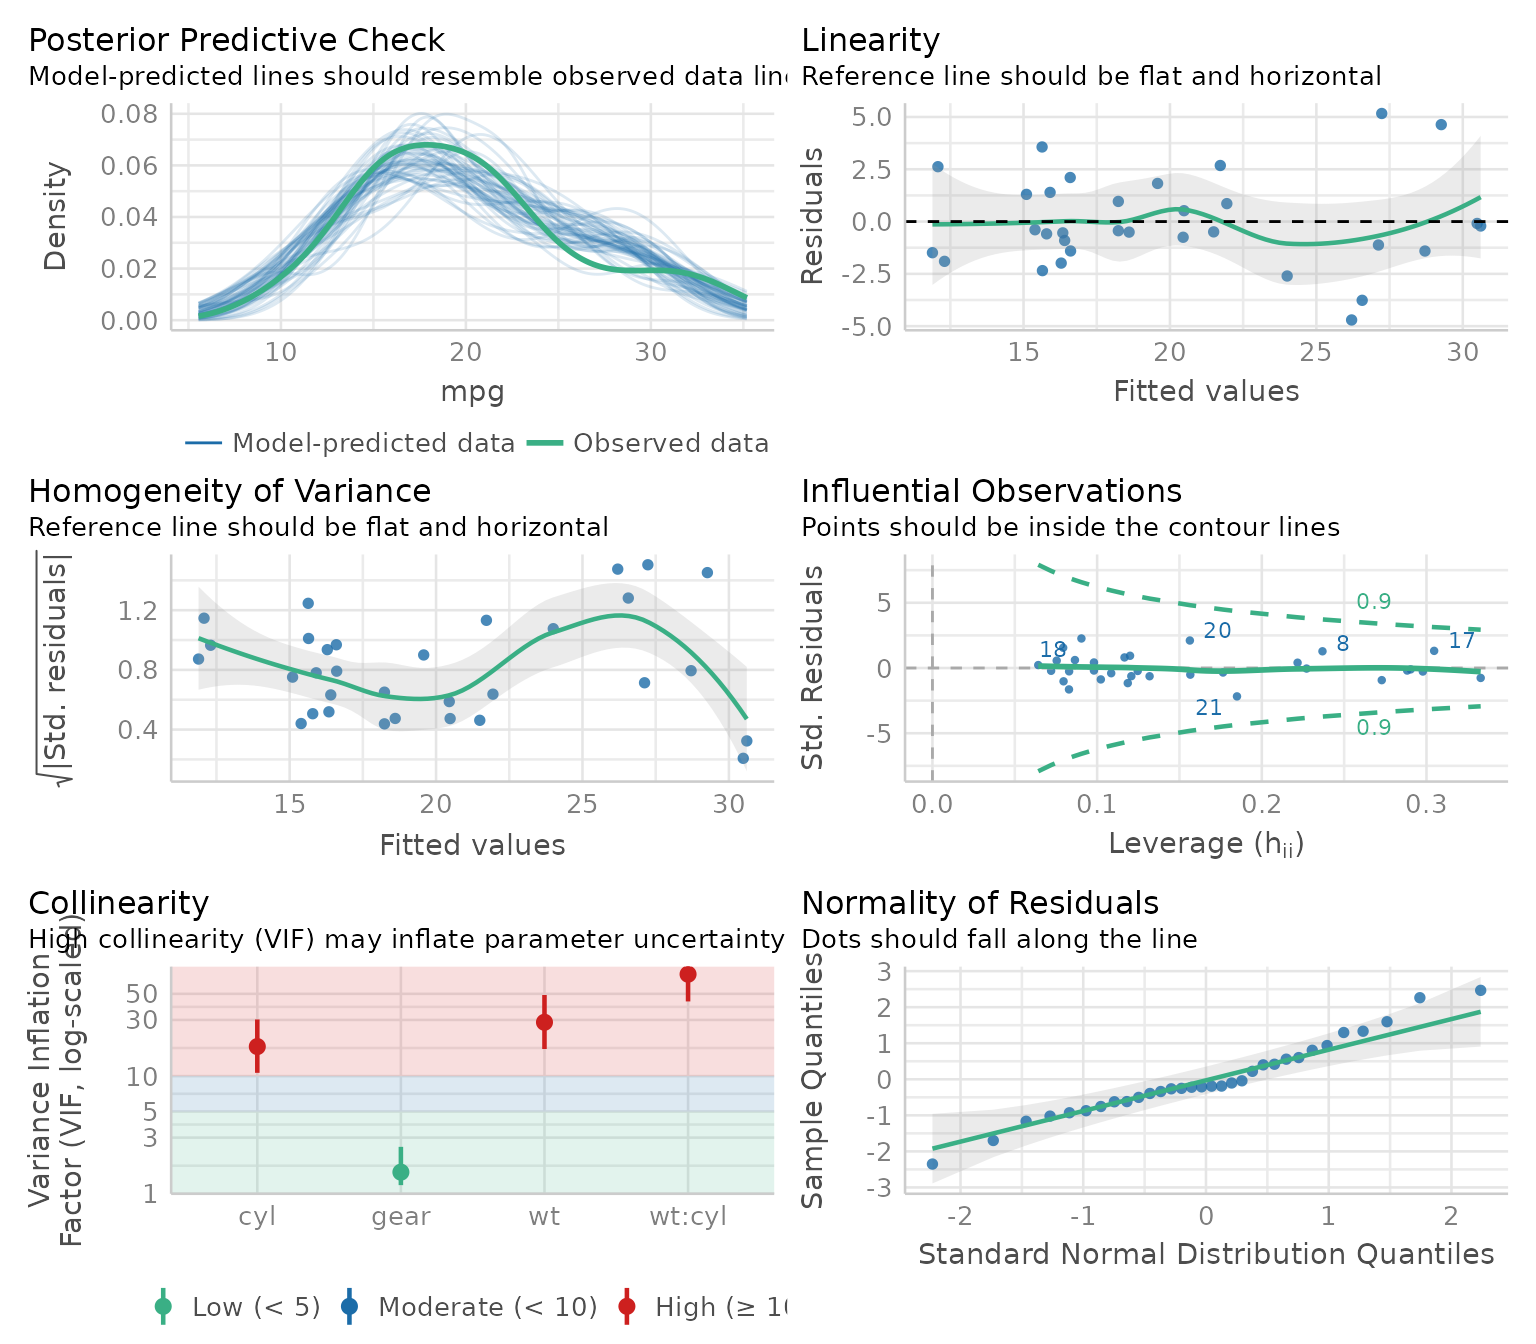 Posterior Predictive Check
Model-predicted lines should resemble observed data
Density
0.08
0.06
0.04
0.02
0.00
10
20
30
mpg
Model-predicted data
Observed data
Linearity
Reference line should be flat and horizontal
Residuals
5.0
2.5
0.0
-2.5
-5.0
15
20
25
30
Fitted values
Homogeneity of Variance
Reference line should be flat and horizontal
√|Std. residuals|
1.2
0.8
0.4
15
20
25
30
Fitted values
Influential Observations
Points should be inside the contour lines
Std. Residuals
5
0
-5
0.9
20
18
8
17
21
0.9
0.0
0.1
0.2
0.3
Leverage (hii)
Collinearity
High collinearity (VIF) may inflate parameter uncertainty
Variance Inflation
Factor (VIF, log-scaled)
50
30
10
5
3
1
cyl
gear
wt
wt:cyl
Low (< 5)
Moderate (< 10)
High (≥
Normality of Residuals
Dots should fall along the line
Sample Quantiles
3
2
1
0
-1
-2
-3
-2
-1
0
1
2
Standard Normal Distribution Quantiles